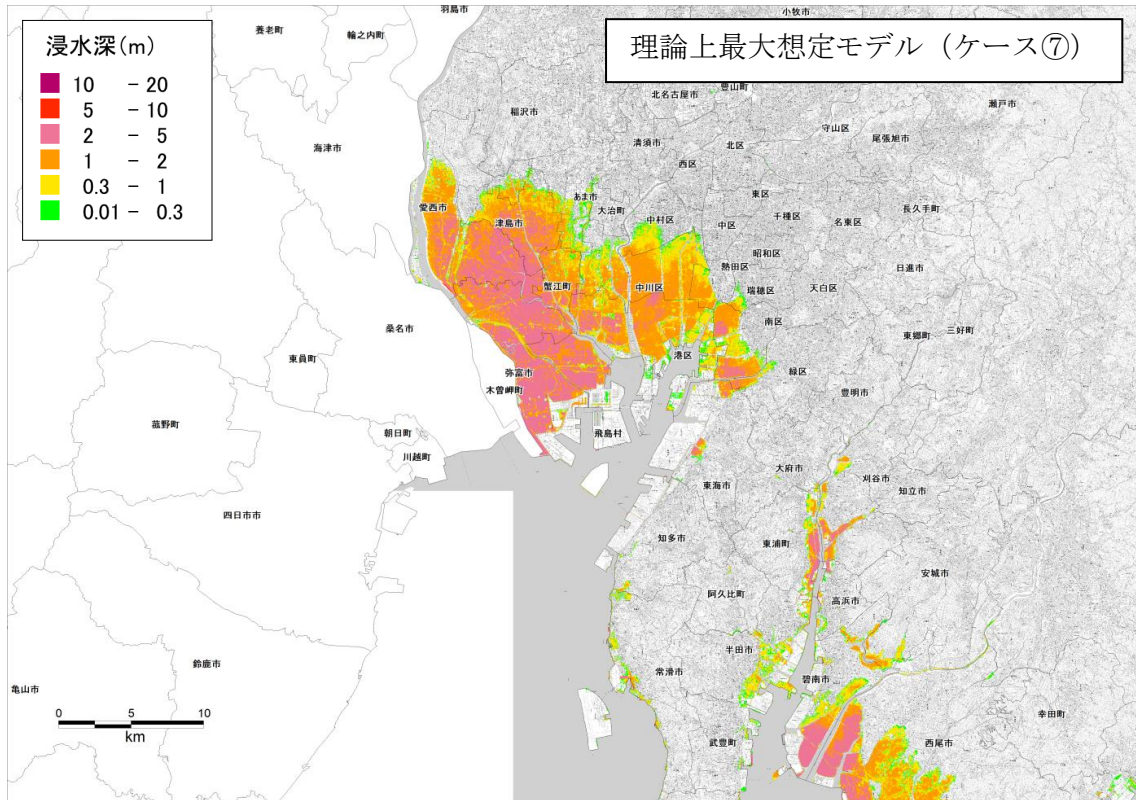 羽島市
小牧市
養老町
輪之内町
浸水深(m)
10 - 20
5 - 10
2 - 5
1 - 2
0.3 - 1
0.01 - 0.3
理論上最大想定モデル（ケース⑦）
豊山町
北名古屋市
瀬戸市
稲沢市
守山区
尾張旭市
清須市
北区
海津市
西区
東区
あま市
愛西市
大治町
長久手町
津島市
中村区
千種区
中区
名東区
昭和区
熱田区
日進市
蟹江町
中川区
瑞穂区
天白区
南区
桑名市
三好町
東郷町
港区
東員町
弥富市
緑区
木曽岬町
豊明市
菰野町
朝日町
飛島村
川越町
大府市
刈谷市
東海市
知立市
四日市市
知多市
東浦町
安城市
阿久比町
高浜市
半田市
鈴鹿市
常滑市
碧南市
亀山市
0 5 10
km
幸田町
武豊町
西尾市